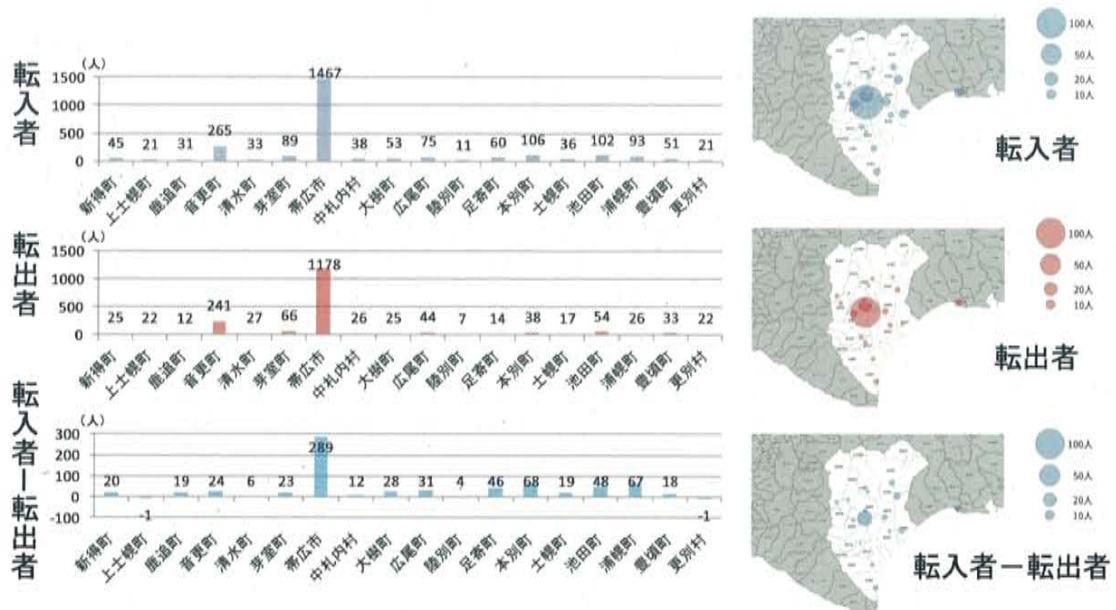 転入者
（人）
1500
1000
500
0
45 21 31 265 33 89 1467 38 53 75 11 60 106 36 102 93 51 21
新得町 上士幌町 鹿追町 音更町 清水町 芽室町 帯広市 中札内村 大樹町 広尾町 陸別町 足寄町 本別町 士幌町 池田町 浦幌町 豊頃町 更別村
100人
50人
20人
10人
転入者
転出者
（人）
1500
1000
500
0
25 22 12 241 27 66 1178 26 25 44 7 14 38 17 54 26 33 22
新得町 上士幌町 鹿追町 音更町 清水町 芽室町 帯広市 中札内村 大樹町 広尾町 陸別町 足寄町 本別町 士幌町 池田町 浦幌町 豊頃町 更別村
100人
50人
20人
10人
転出者
転入者－転出者
（人）
300
200
100
0
-100
20 -1 19 24 6 23 289 12 28 31 4 46 68 19 48 67 18 -1
新得町 上士幌町 鹿追町 音更町 清水町 芽室町 帯広市 中札内村 大樹町 広尾町 陸別町 足寄町 本別町 士幌町 池田町 浦幌町 豊頃町 更別村
100人
50人
20人
10人
転入者－転出者